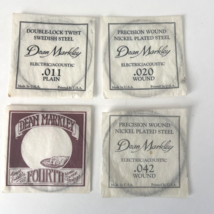 DOUBLE-LOCK TWIST
SWEDISH STEEL
Dean Markley
ELECTRIC/ACOUSTIC
.011
PLAIN
PRECISION WOUND
NICKEL PLATED STEEL
Dean Markley
ELECTRIC/ACOUSTIC
.020
WOUND
DEAN MARKLEY
FOURTH
PRECISION WOUND
NICKEL PLATED STEEL
Dean Markley
ELECTRIC/ACOUSTIC
.042
WOUND